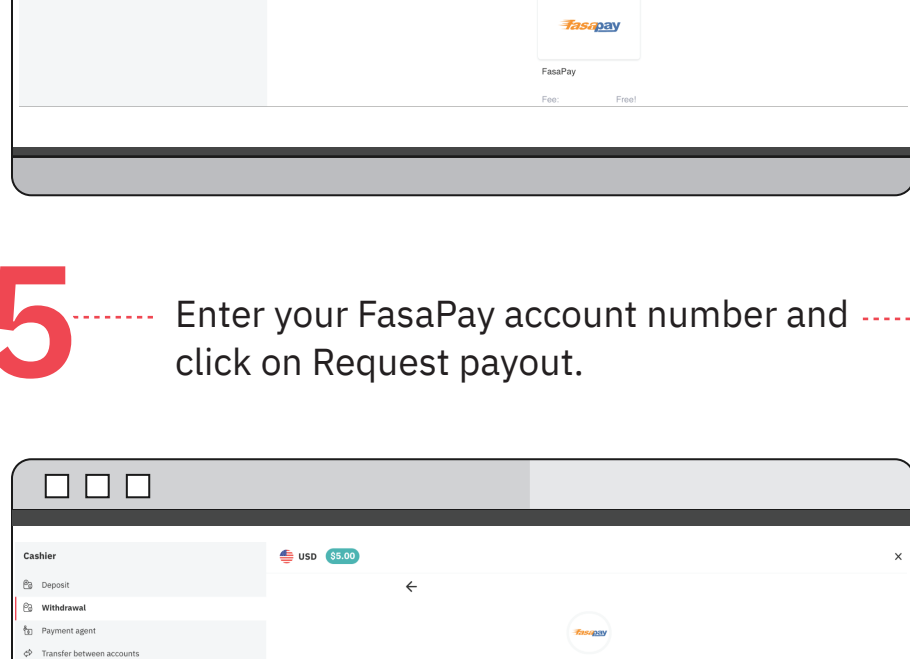 fasapay
FasaPay
Fee: Free!
5
Enter your FasaPay account number and
click on Request payout.
Cashier
USD $5.00
Deposit
Withdrawal
Payment agent
fasapay
Transfer between accounts